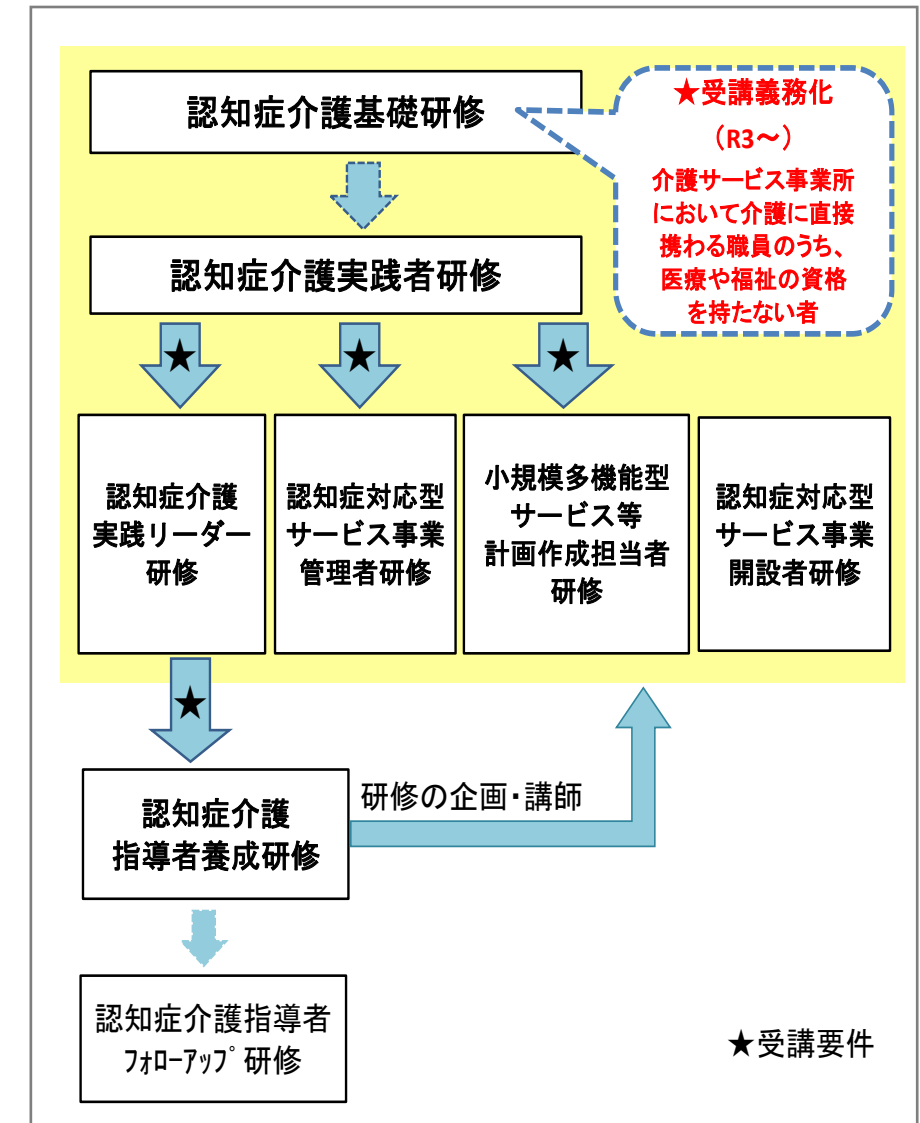 認知症介護基礎研修
★受講義務化
（R3～）
介護サービス事業所
において介護に直接
携わる職員のうち、
医療や福祉の資格
を持たない者
認知症介護実践者研修
★
★
★
認知症介護
実践リーダー
研修
認知症対応型
サービス事業
管理者研修
小規模多機能型
サービス等
計画作成担当者
研修
認知症対応型
サービス事業
開設者研修
★
認知症介護
指導者養成研修
研修の企画・講師
認知症介護指導者
ﾌｫﾛｰｱｯﾌﾟ研修
★受講要件